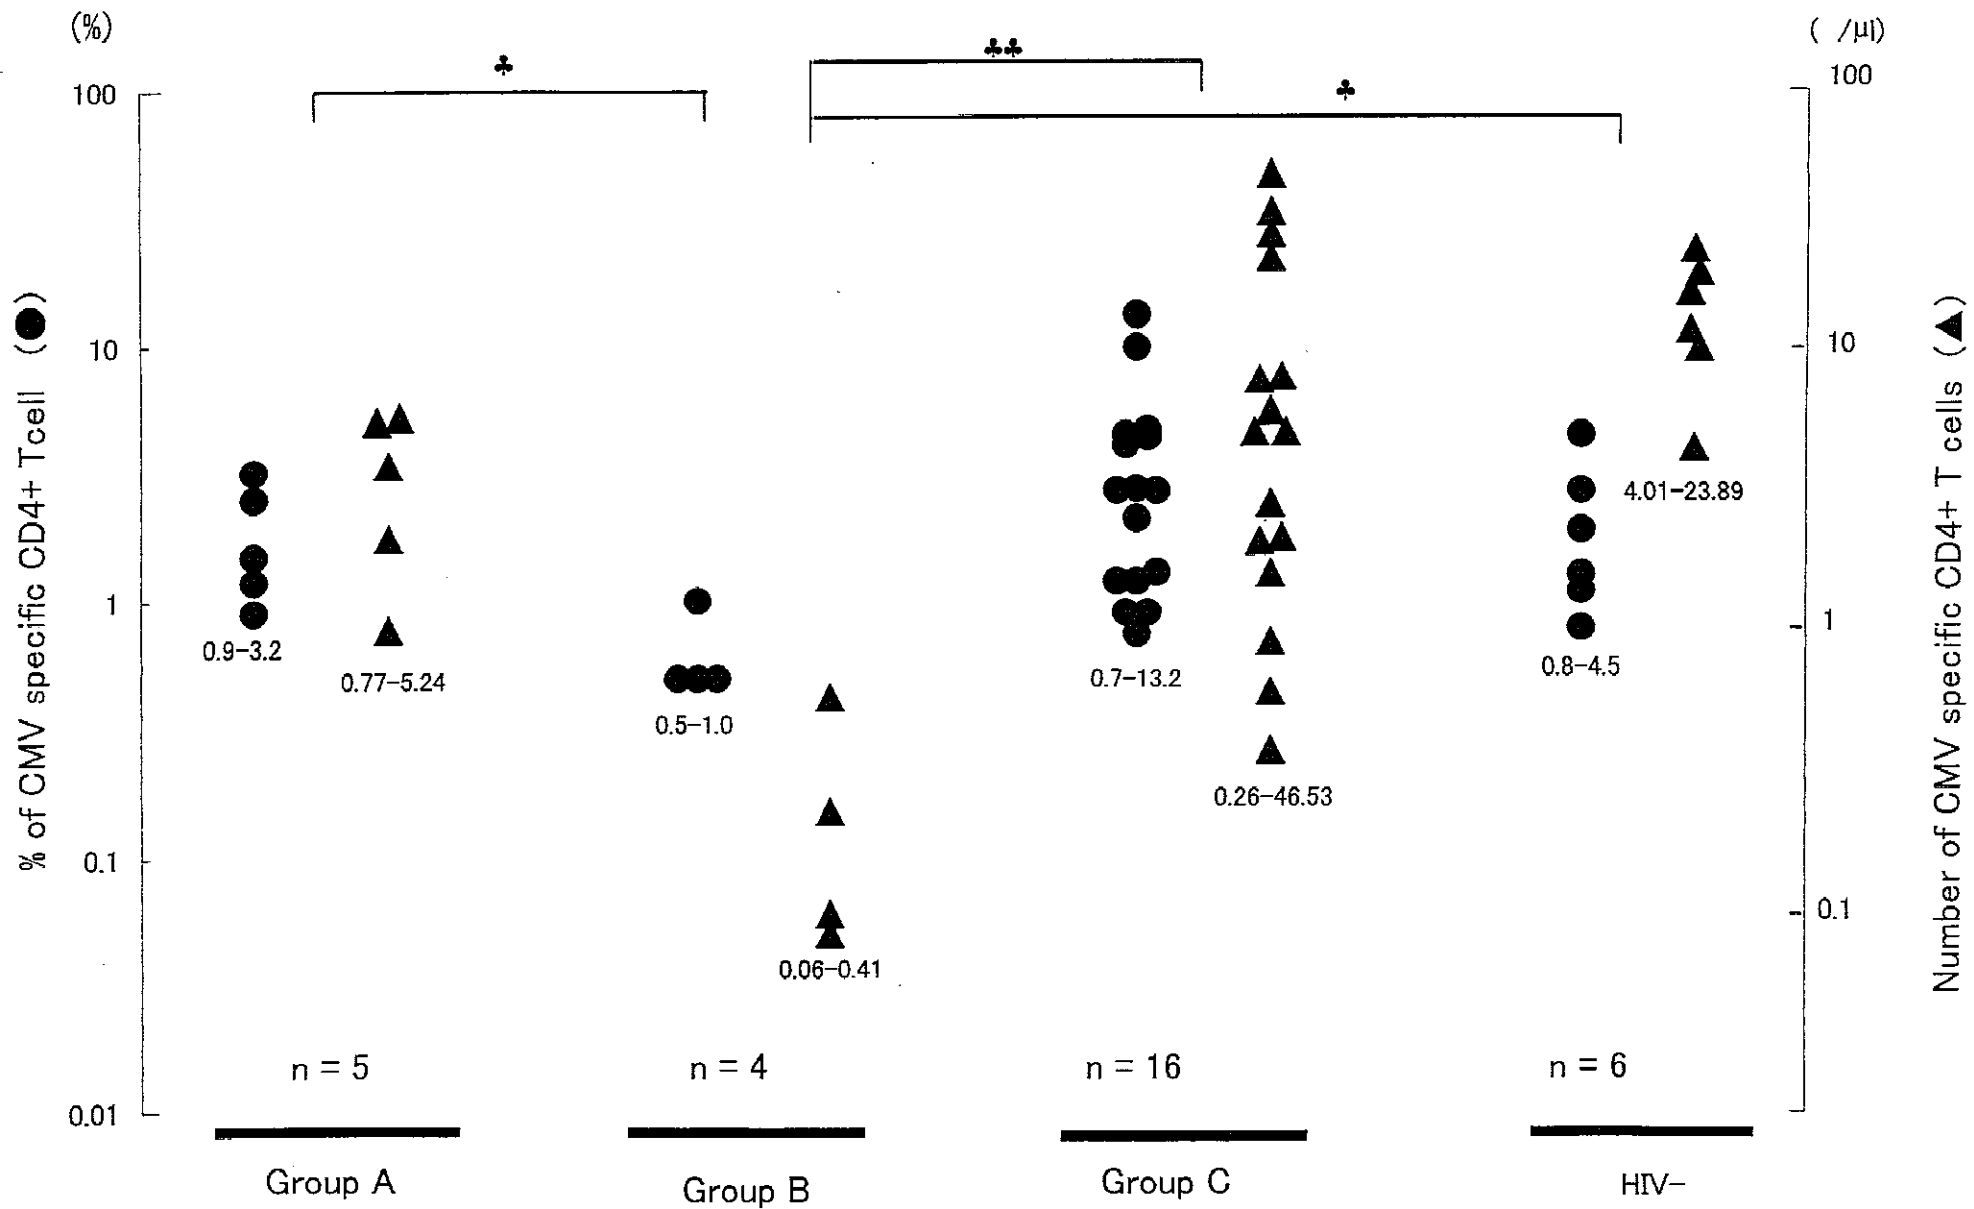 (%)
( /μl)
♣
♣♣
♣
100
10
1
0.1
0.01
100
10
1
0.1
% of CMV specific CD4+ Tcell (●)
Number of CMV specific CD4+ T cells (▲)
0.9-3.2
0.77-5.24
0.5-1.0
0.06-0.41
0.7-13.2
0.26-46.53
0.8-4.5
4.01-23.89
n = 5
n = 4
n = 16
n = 6
Group A
Group B
Group C
HIV-